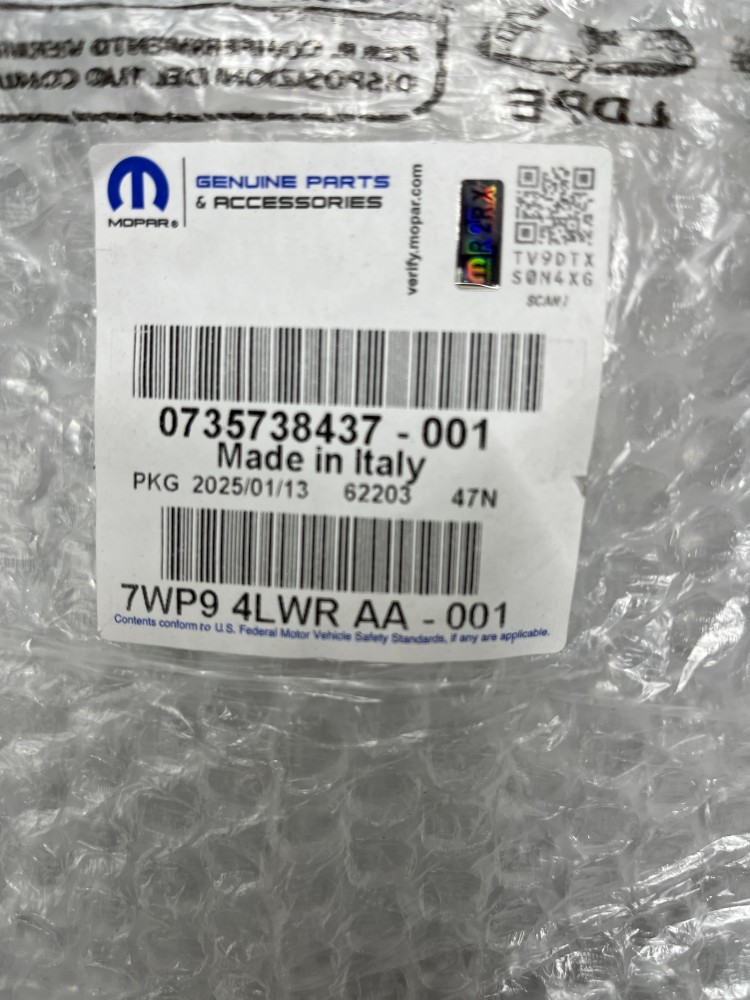 LDPE
MOPAR®
GENUINE PARTS
& ACCESSORIES
verify.mopar.com
R2RX
TV9DTX
S0N4XG
SCAN!
0735738437 - 001
Made in Italy
PKG 2025/01/13 62203 47N
7WP9 4LWR AA - 001
Contents conform to U.S. Federal Motor Vehicle Safety Standards, if any are applicable.